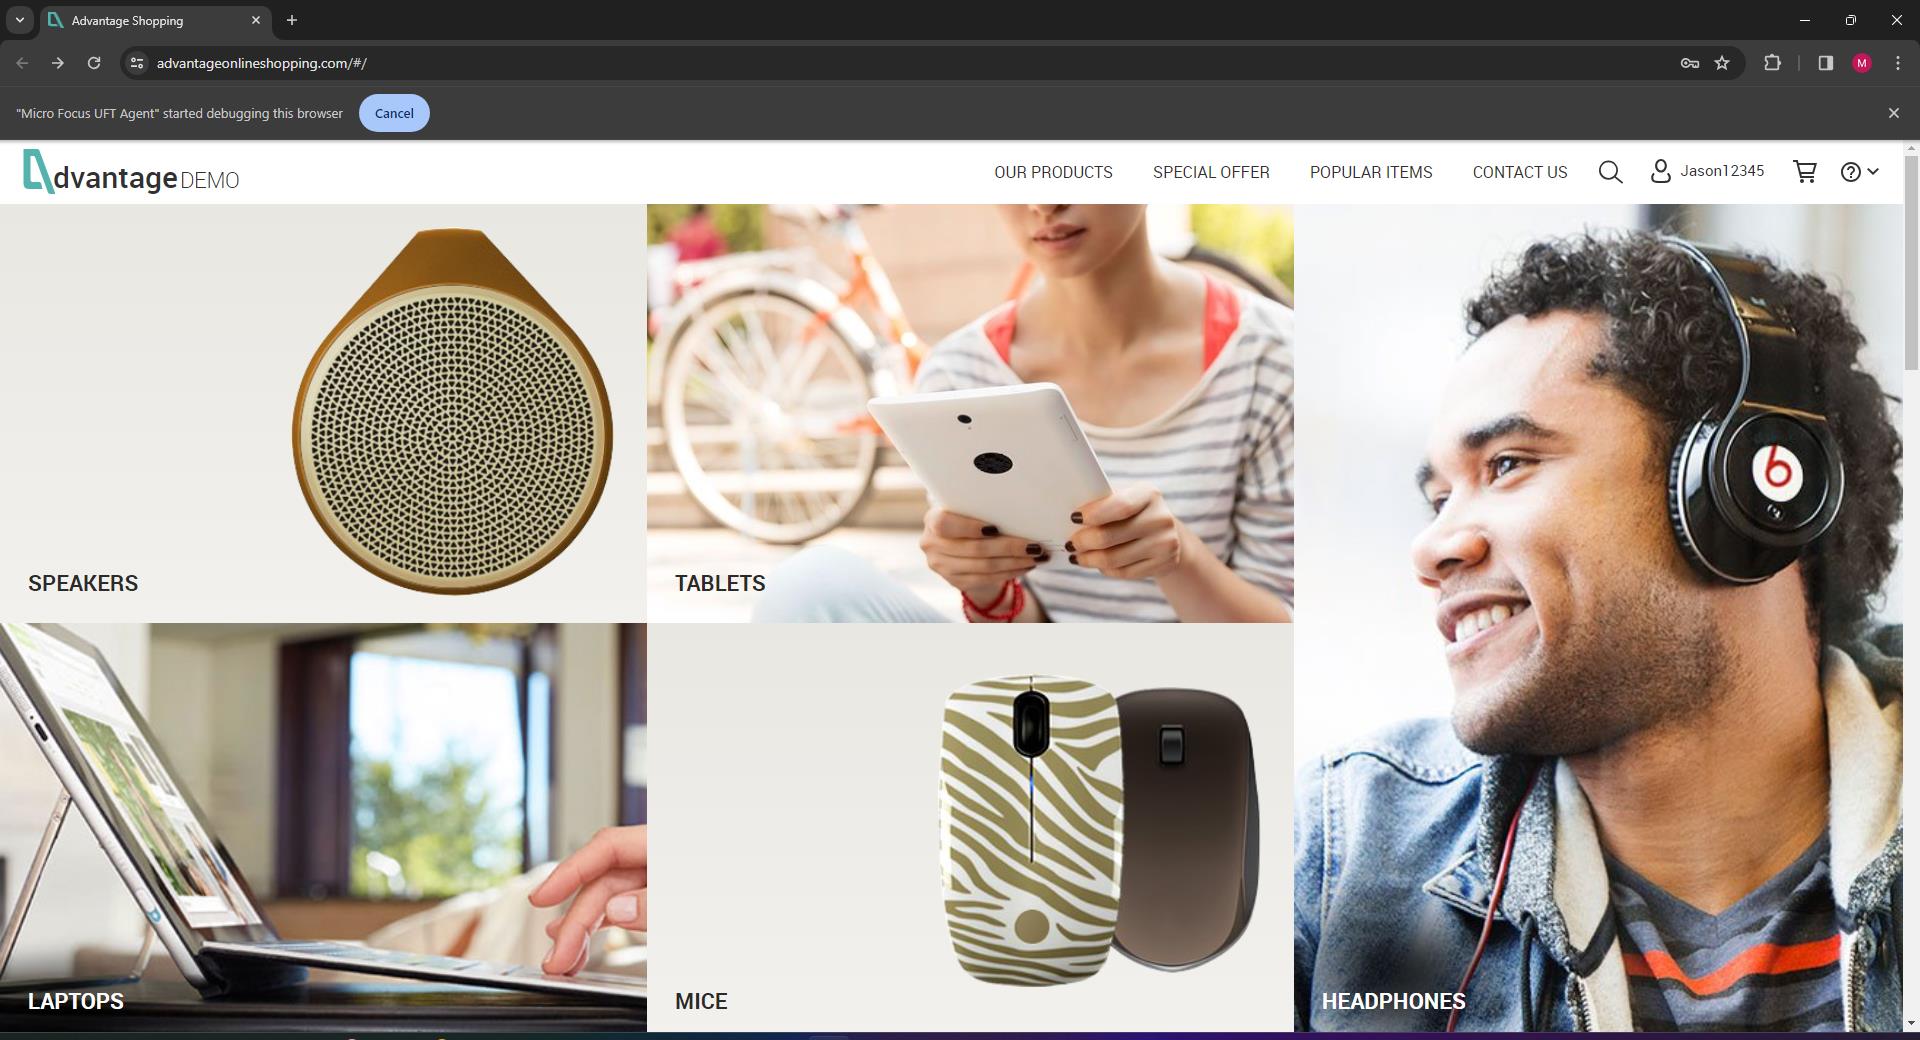 Advantage Shopping
advantageonlineshopping.com/#/
M
"Micro Focus UFT Agent" started debugging this browser
Cancel
dvantage DEMO
OUR PRODUCTS
SPECIAL OFFER
POPULAR ITEMS
CONTACT US
Jason12345
SPEAKERS
TABLETS
LAPTOPS
MICE
HEADPHONES